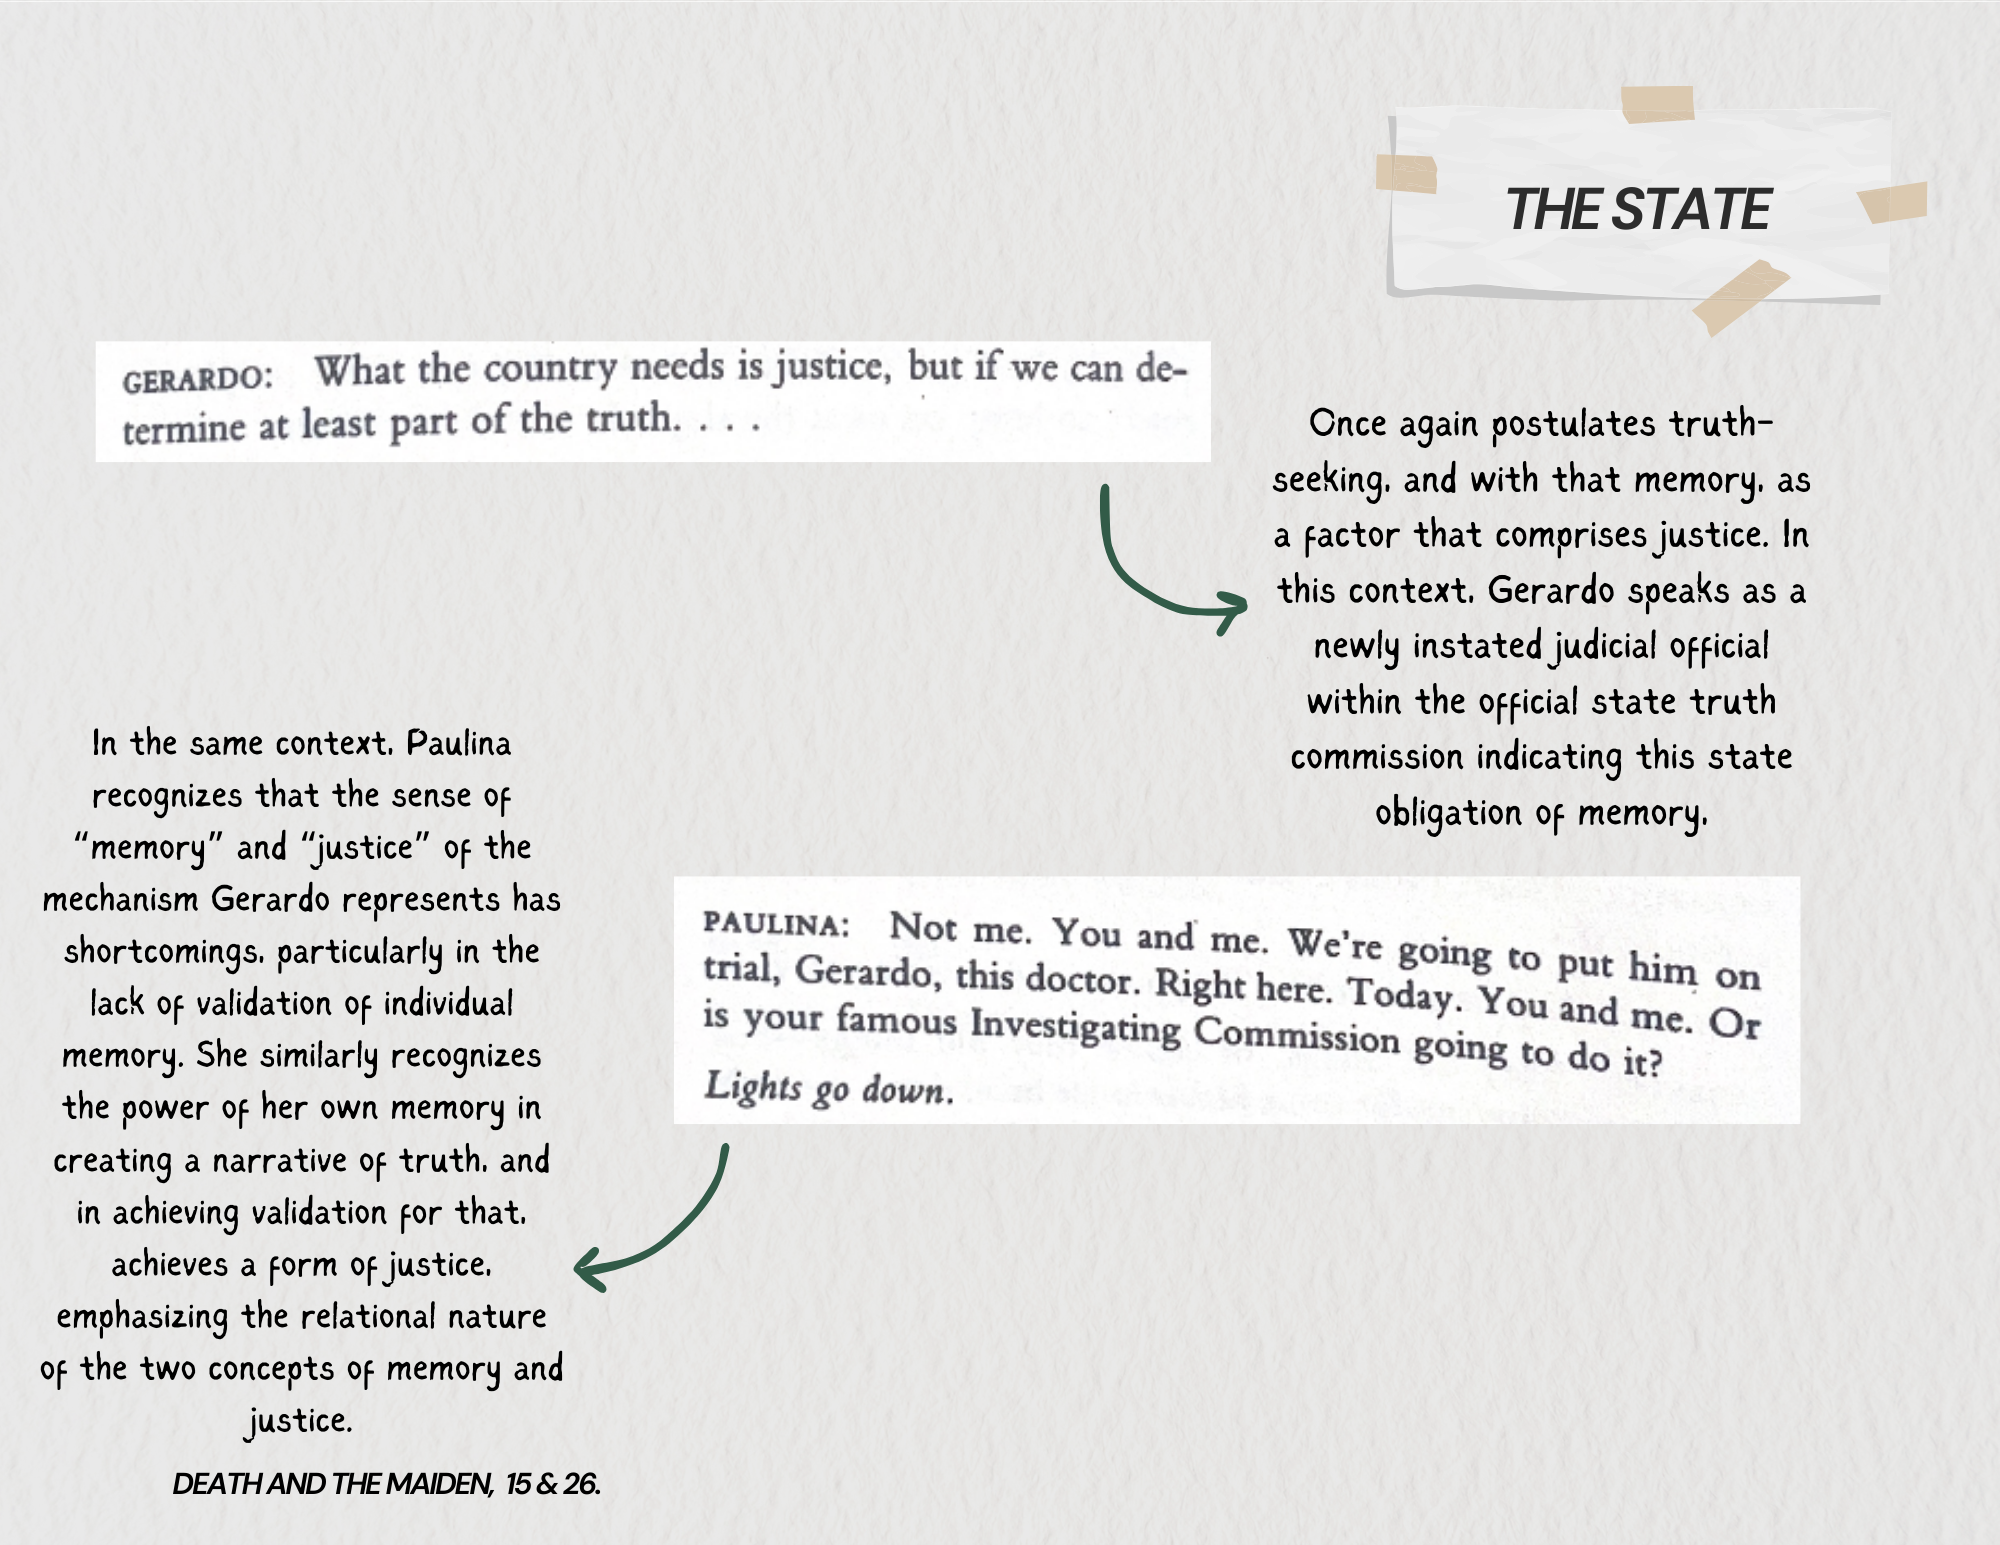 THE STATE
GERARDO: What the country needs is justice, but if we can de-
termine at least part of the truth. . . .
Once again postulates truth-
seeking, and with that memory, as
a factor that comprises justice. In
this context, Gerardo speaks as a
newly instated judicial official
within the official state truth
commission indicating this state
obligation of memory.
PAULINA: Not me. You and me. We're going to put him on
trial, Gerardo, this doctor. Right here. Today. You and me. Or
is your famous Investigating Commission going to do it?
Lights go down.
In the same context, Paulina
recognizes that the sense of
“memory” and “justice” of the
mechanism Gerardo represents has
shortcomings, particularly in the
lack of validation of individual
memory. She similarly recognizes
the power of her own memory in
creating a narrative of truth, and
in achieving validation for that,
achieves a form of justice,
emphasizing the relational nature
of the two concepts of memory and
justice.
DEATH AND THE MAIDEN, 15 & 26.